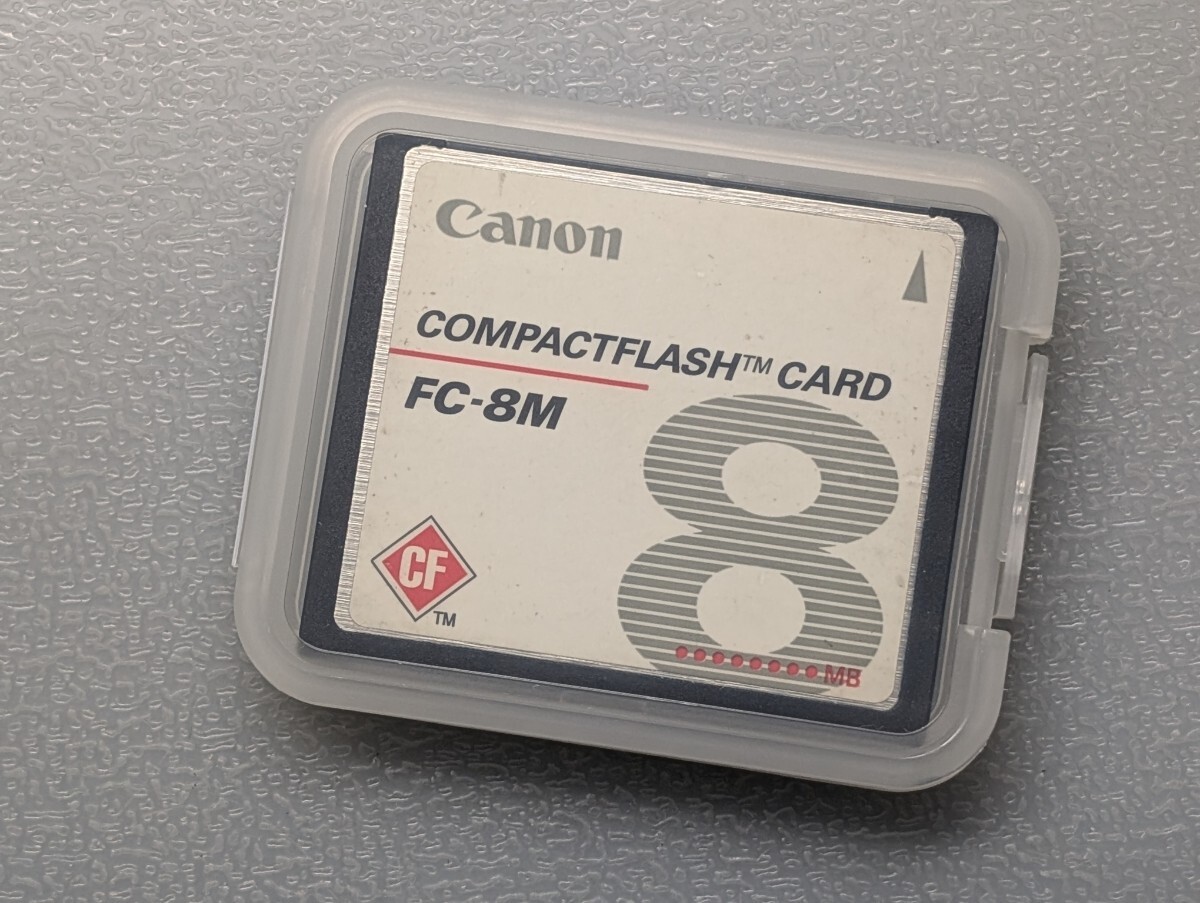 Canon
COMPACTFLASH™ CARD
FC-8M
8
CF
TM
MB